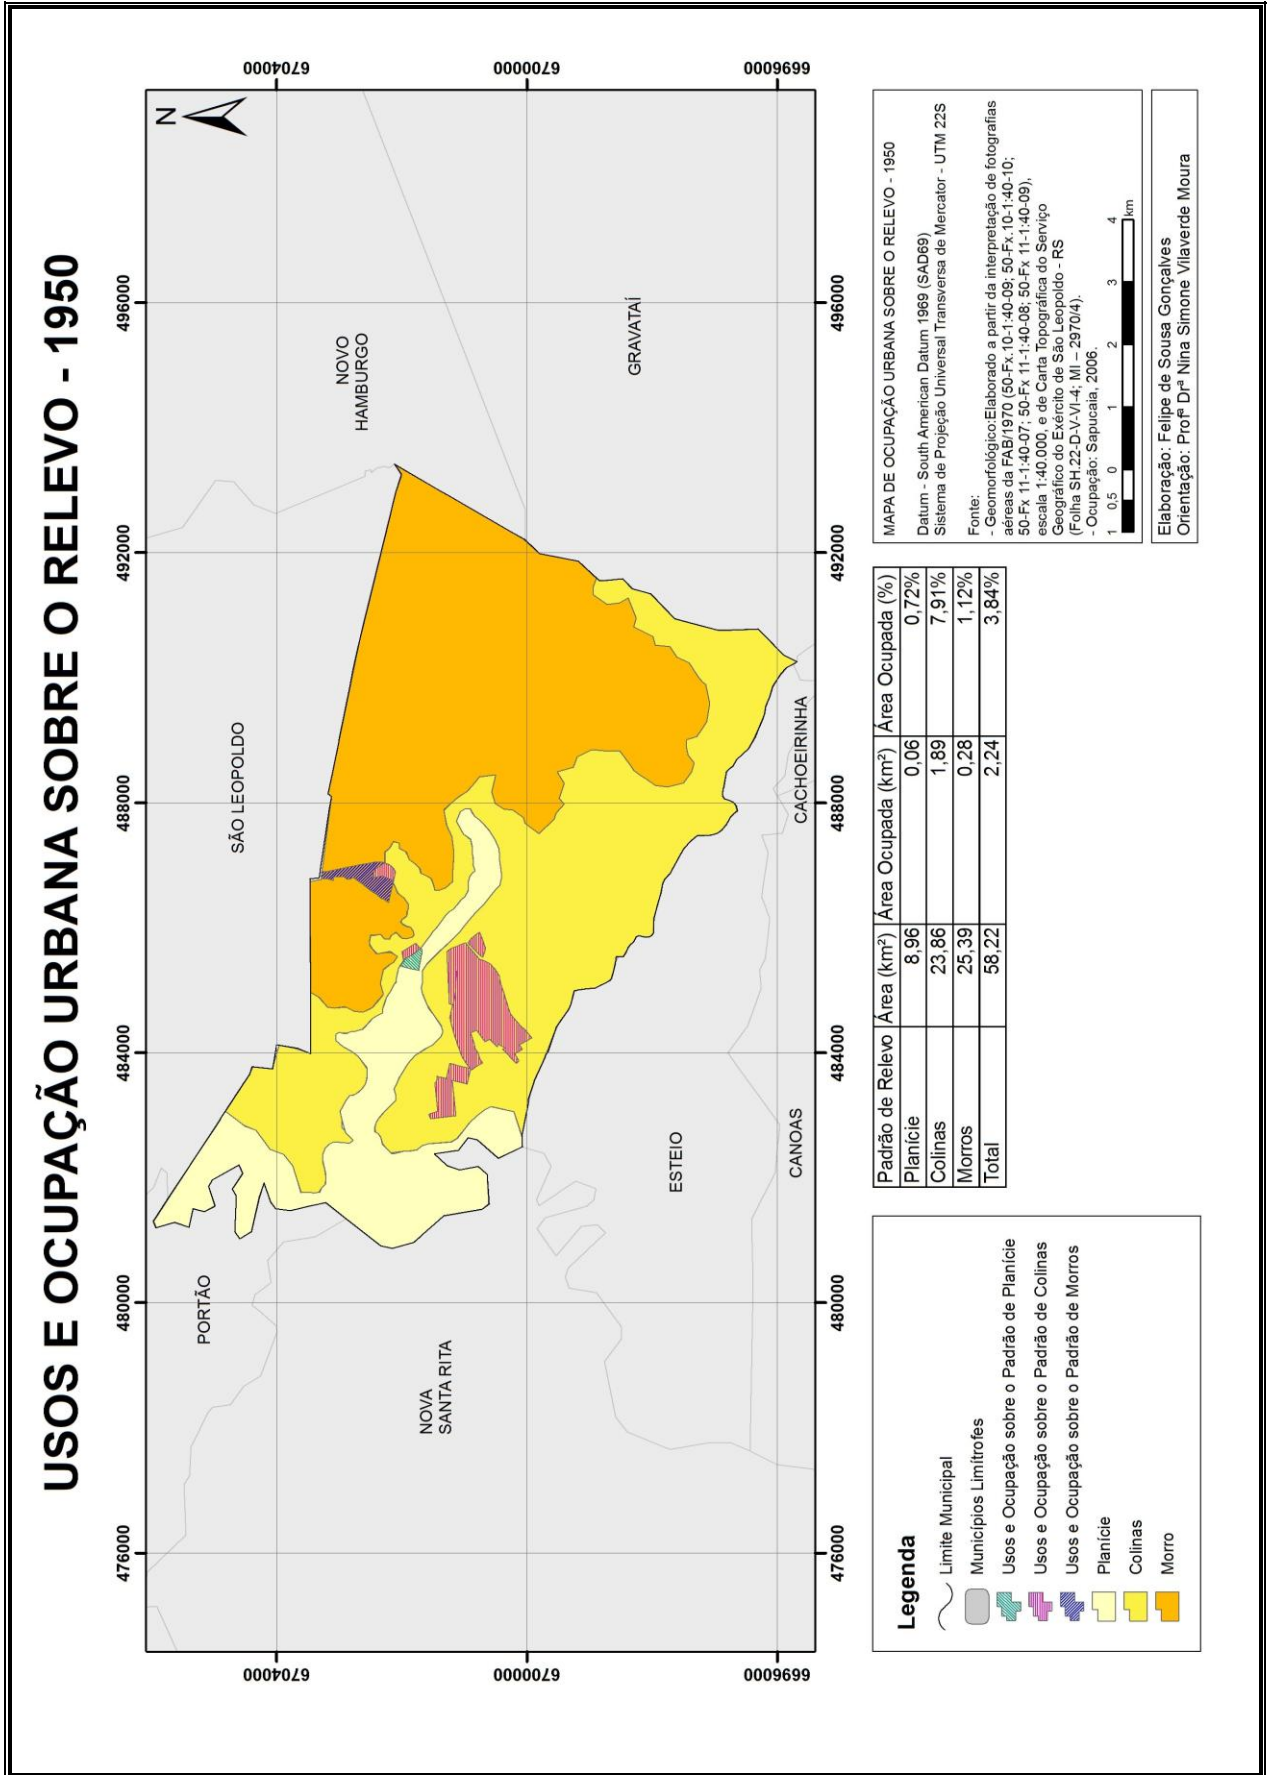 USOS E OCUPAÇÃO URBANA SOBRE O RELEVO - 1950
476000
480000
484000
488000
492000
496000
6704000
6704000
6700000
6700000
6696000
6696000
N
PORTÃO
SÃO LEOPOLDO
NOVO
HAMBURGO
NOVA
SANTA RITA
GRAVATAÍ
ESTEIO
CANOAS
CACHOEIRINHA
476000
480000
484000
488000
492000
496000
Legenda
Limite Municipal
Municípios Limítrofes
Usos e Ocupação sobre o Padrão de Planície
Usos e Ocupação sobre o Padrão de Colinas
Usos e Ocupação sobre o Padrão de Morros
Planície
Colinas
Morro
Padrão de Relevo Área (km²) Área Ocupada (km²) Área Ocupada (%)
Planície 8,96 0,06 0,72%
Colinas 23,86 1,89 7,91%
Morros 25,39 0,28 1,12%
Total 58,22 2,24 3,84%
MAPA DE OCUPAÇÃO URBANA SOBRE O RELEVO - 1950
Datum - South American Datum 1969 (SAD69)
Sistema de Projeção Universal Transversa de Mercator - UTM 22S
Fonte:
- Geomorfológico:Elaborado a partir da interpretação de fotografias
aéreas da FAB/1970 (50-Fx.10-1:40-09; 50-Fx.10-1:40-10;
50-Fx 11-1:40-07; 50-Fx 11-1:40-08; 50-Fx 11-1:40-09),
escala 1:40.000, e de Carta Topográfica do Serviço
Geográfico do Exército de São Leopoldo - RS
(Folha SH.22-D-V-VI-4; MI – 2970/4).
- Ocupação: Sapucaia, 2006.
1 0,5 0 1 2 3 4
km
Elaboração: Felipe de Sousa Gonçalves
Orientação: Profª Drª Nina Simone Vilaverde Moura